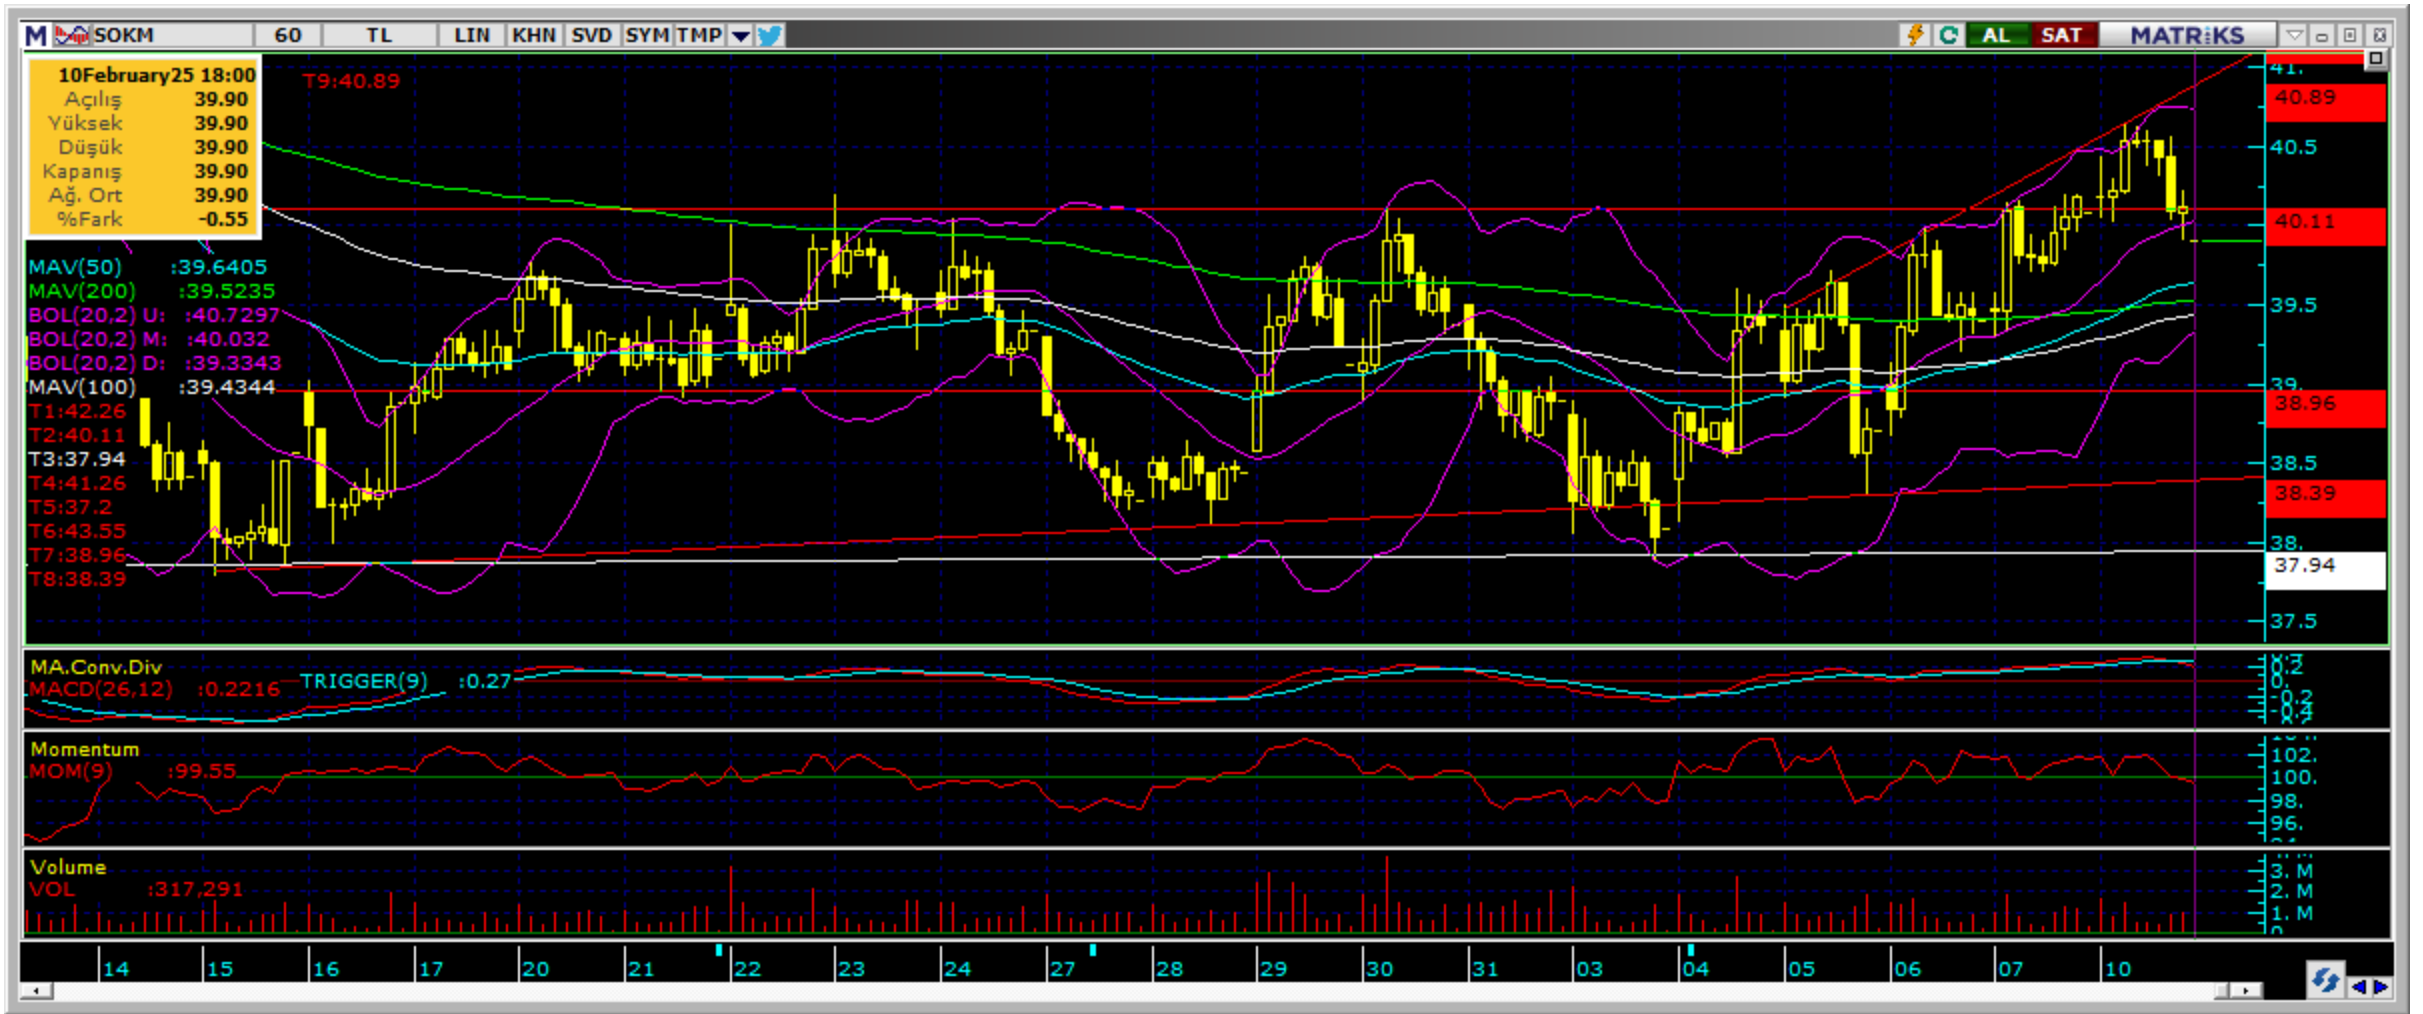 M SOKM 60 TL LIN KHN SVD SYM TMP AL SAT MATRiKS
10February25 18:00
Açılış 39.90
Yüksek 39.90
Düşük 39.90
Kapanış 39.90
Ağ. Ort 39.90
%Fark -0.55
T9:40.89
MAV(50) :39.6405
MAV(200) :39.5235
BOL(20,2) U: :40.7297
BOL(20,2) M: :40.032
BOL(20,2) D: :39.3343
MAV(100) :39.4344
T1:42.26
T2:40.11
T3:37.94
T4:41.26
T5:37.2
T6:43.55
T7:38.96
T8:38.39
41.
40.89
40.5
40.11
39.5
39.
38.96
38.5
38.39
38.
37.94
37.5
MA.Conv.Div
MACD(26,12) :0.2216 TRIGGER(9) :0.27
0.2
0.
-0.2
-0.4
Momentum
MOM(9) :99.55
102.
100.
98.
96.
Volume
VOL :317,291
3. M
2. M
1. M
0
14 15 16 17 20 21 22 23 24 27 28 29 30 31 03 04 05 06 07 10